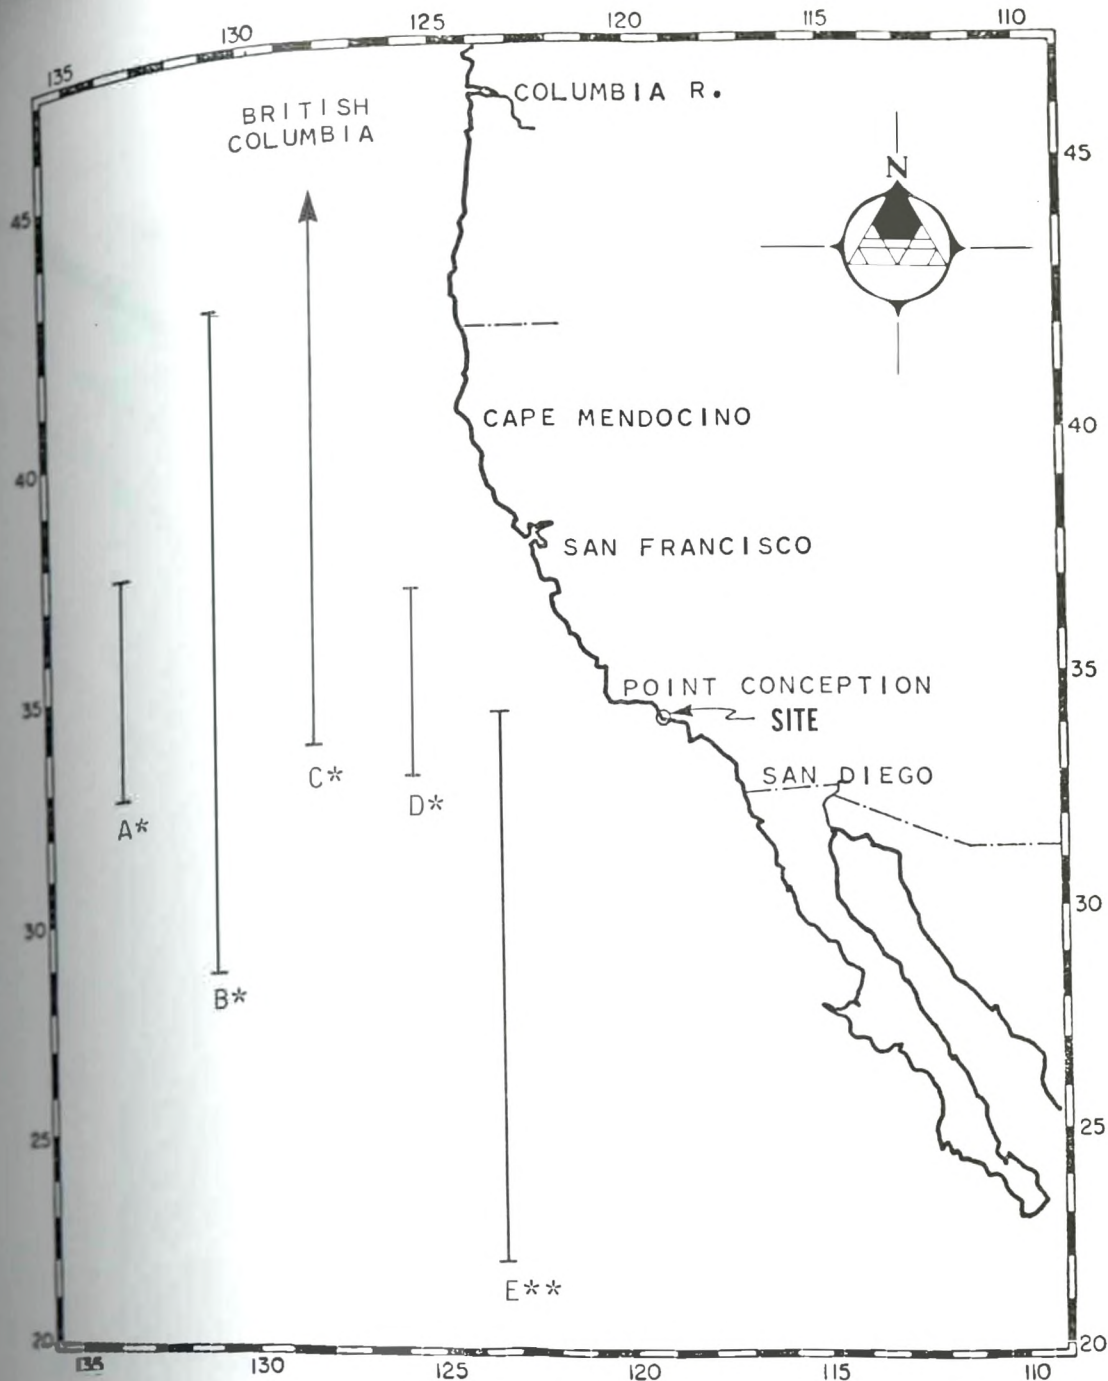 135
130
125
120
115
110
BRITISH
COLUMBIA
COLUMBIA R.
N
45
45
CAPE MENDOCINO
40
40
SAN FRANCISCO
35
35
POINT CONCEPTION
SITE
SAN DIEGO
C*
D*
A*
30
30
B*
25
25
E**
20
20
135
130
125
120
115
110